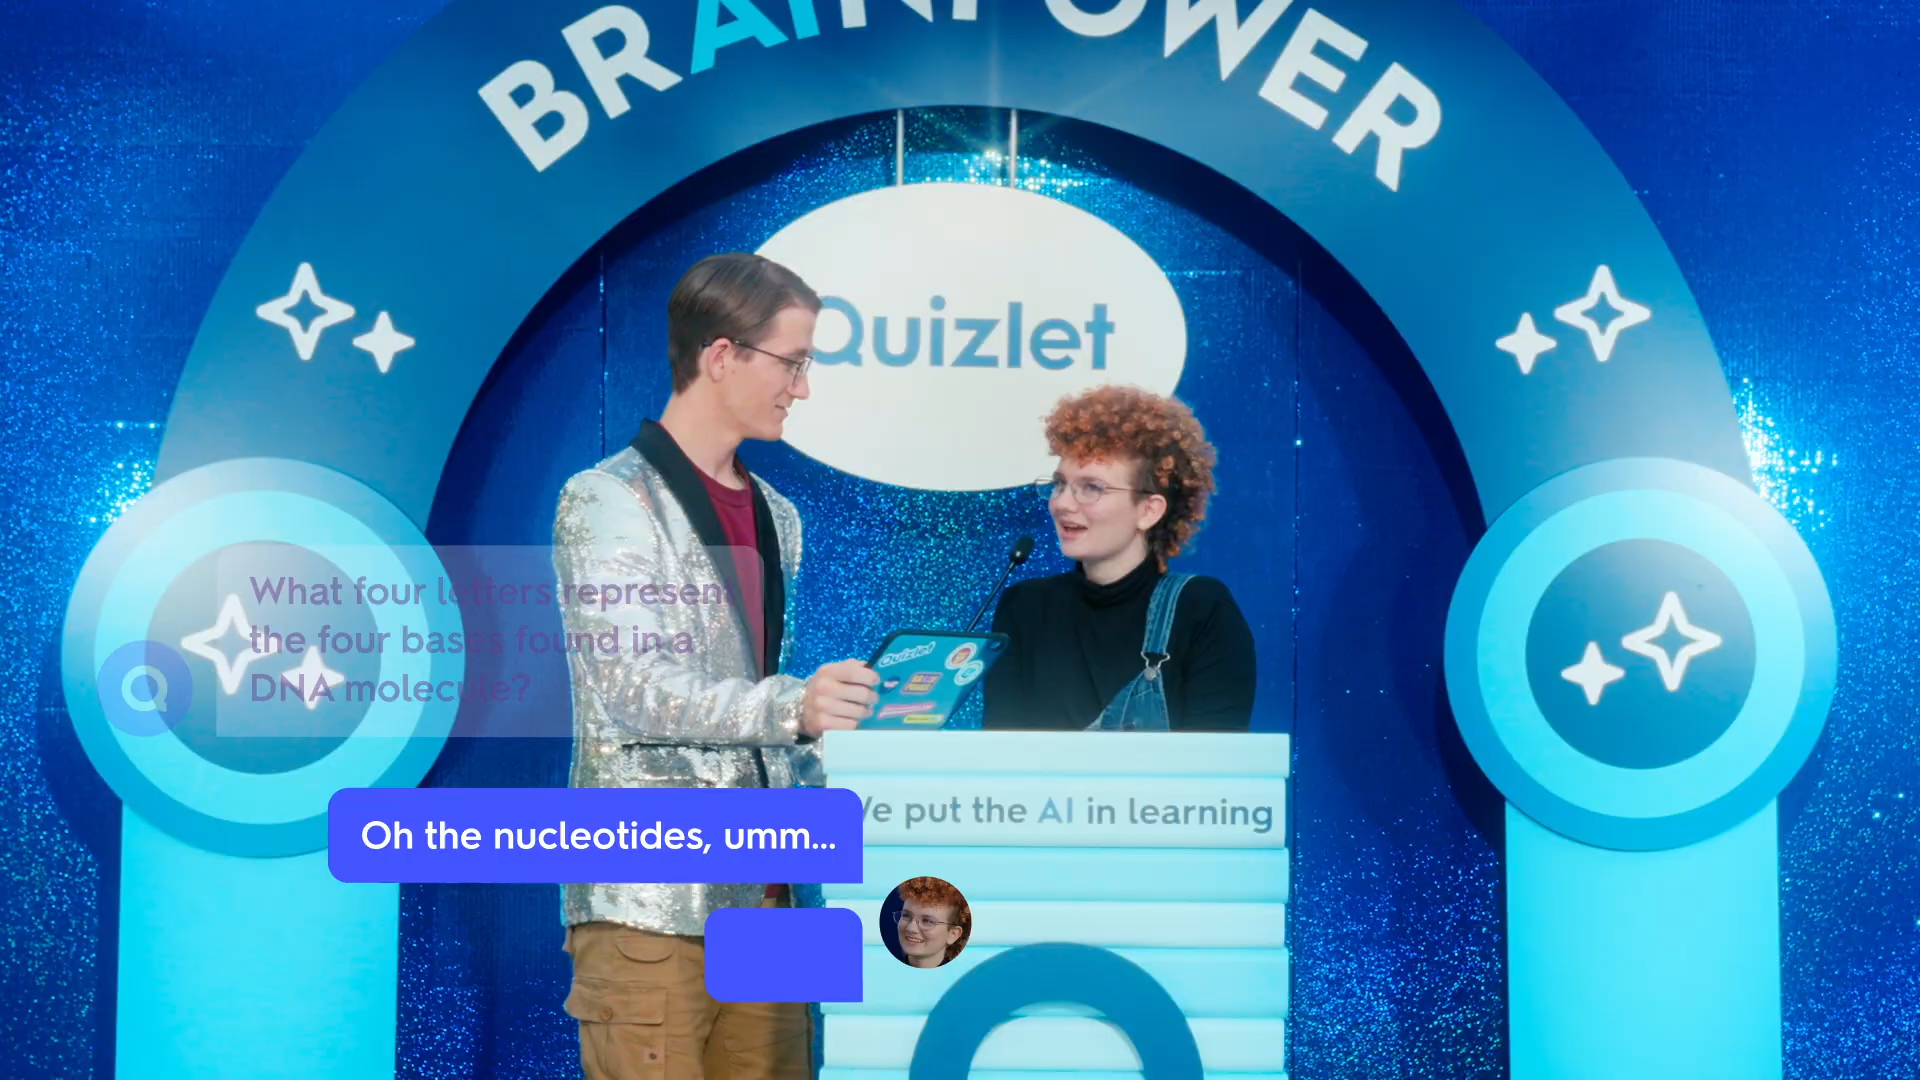 BRAINPOWER
Quizlet
What four letters represent
the four bases found in a
DNA molecule?
Quizlet
We put the AI in learning
Oh the nucleotides, umm...